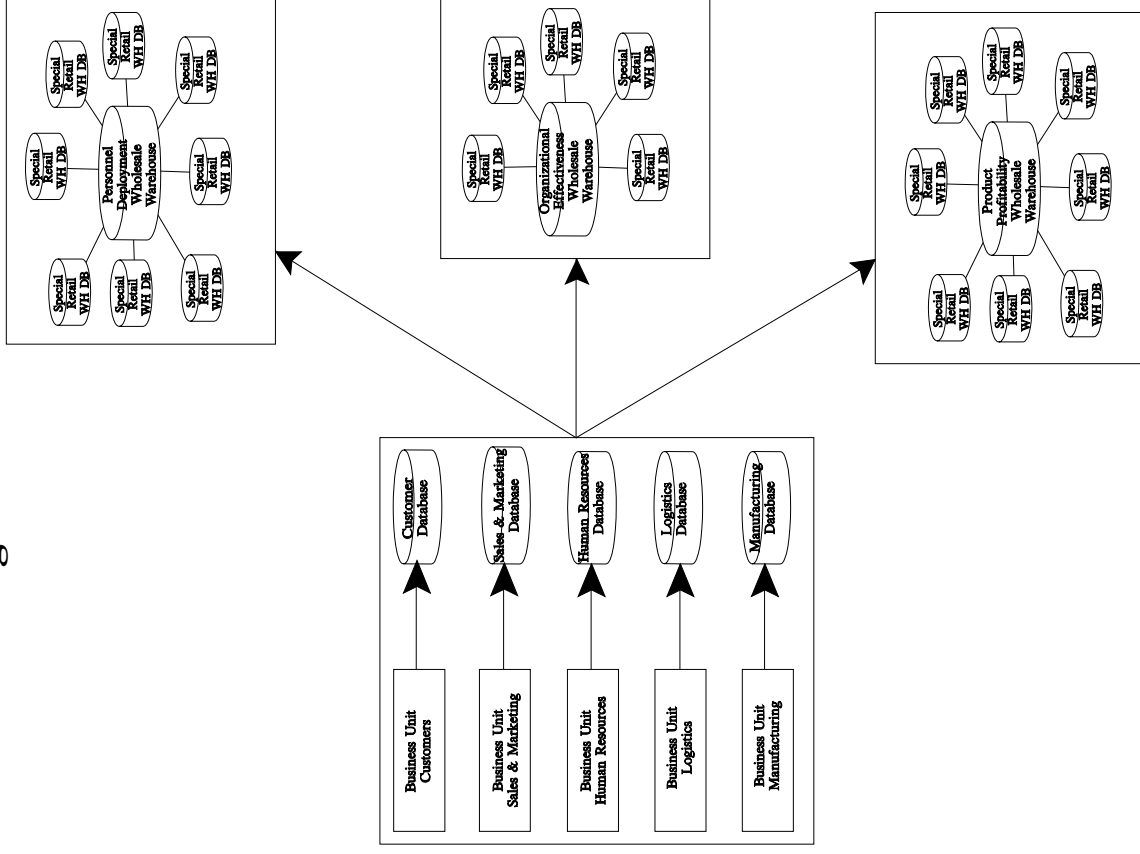 Business Unit
Customers
Customer
Database
Business Unit
Sales & Marketing
Sales & Marketing
Database
Business Unit
Human Resources
Human Resources
Database
Business Unit
Logistics
Logistics
Database
Business Unit
Manufacturing
Manufacturing
Database
Special
Retail
WH DB
Special
Retail
WH DB
Special
Retail
WH DB
Special
Retail
WH DB
Personnel
Deployment
Wholesale
Warehouse
Special
Retail
WH DB
Special
Retail
WH DB
Special
Retail
WH DB
Special
Retail
WH DB
Special
Retail
WH DB
Special
Retail
WH DB
Organizational
Effectiveness
Wholesale
Warehouse
Special
Retail
WH DB
Special
Retail
WH DB
Special
Retail
WH DB
Special
Retail
WH DB
Special
Retail
WH DB
Special
Retail
WH DB
Special
Retail
WH DB
Product
Profitability
Wholesale
Warehouse
Special
Retail
WH DB
Special
Retail
WH DB
Special
Retail
WH DB
Special
Retail
WH DB